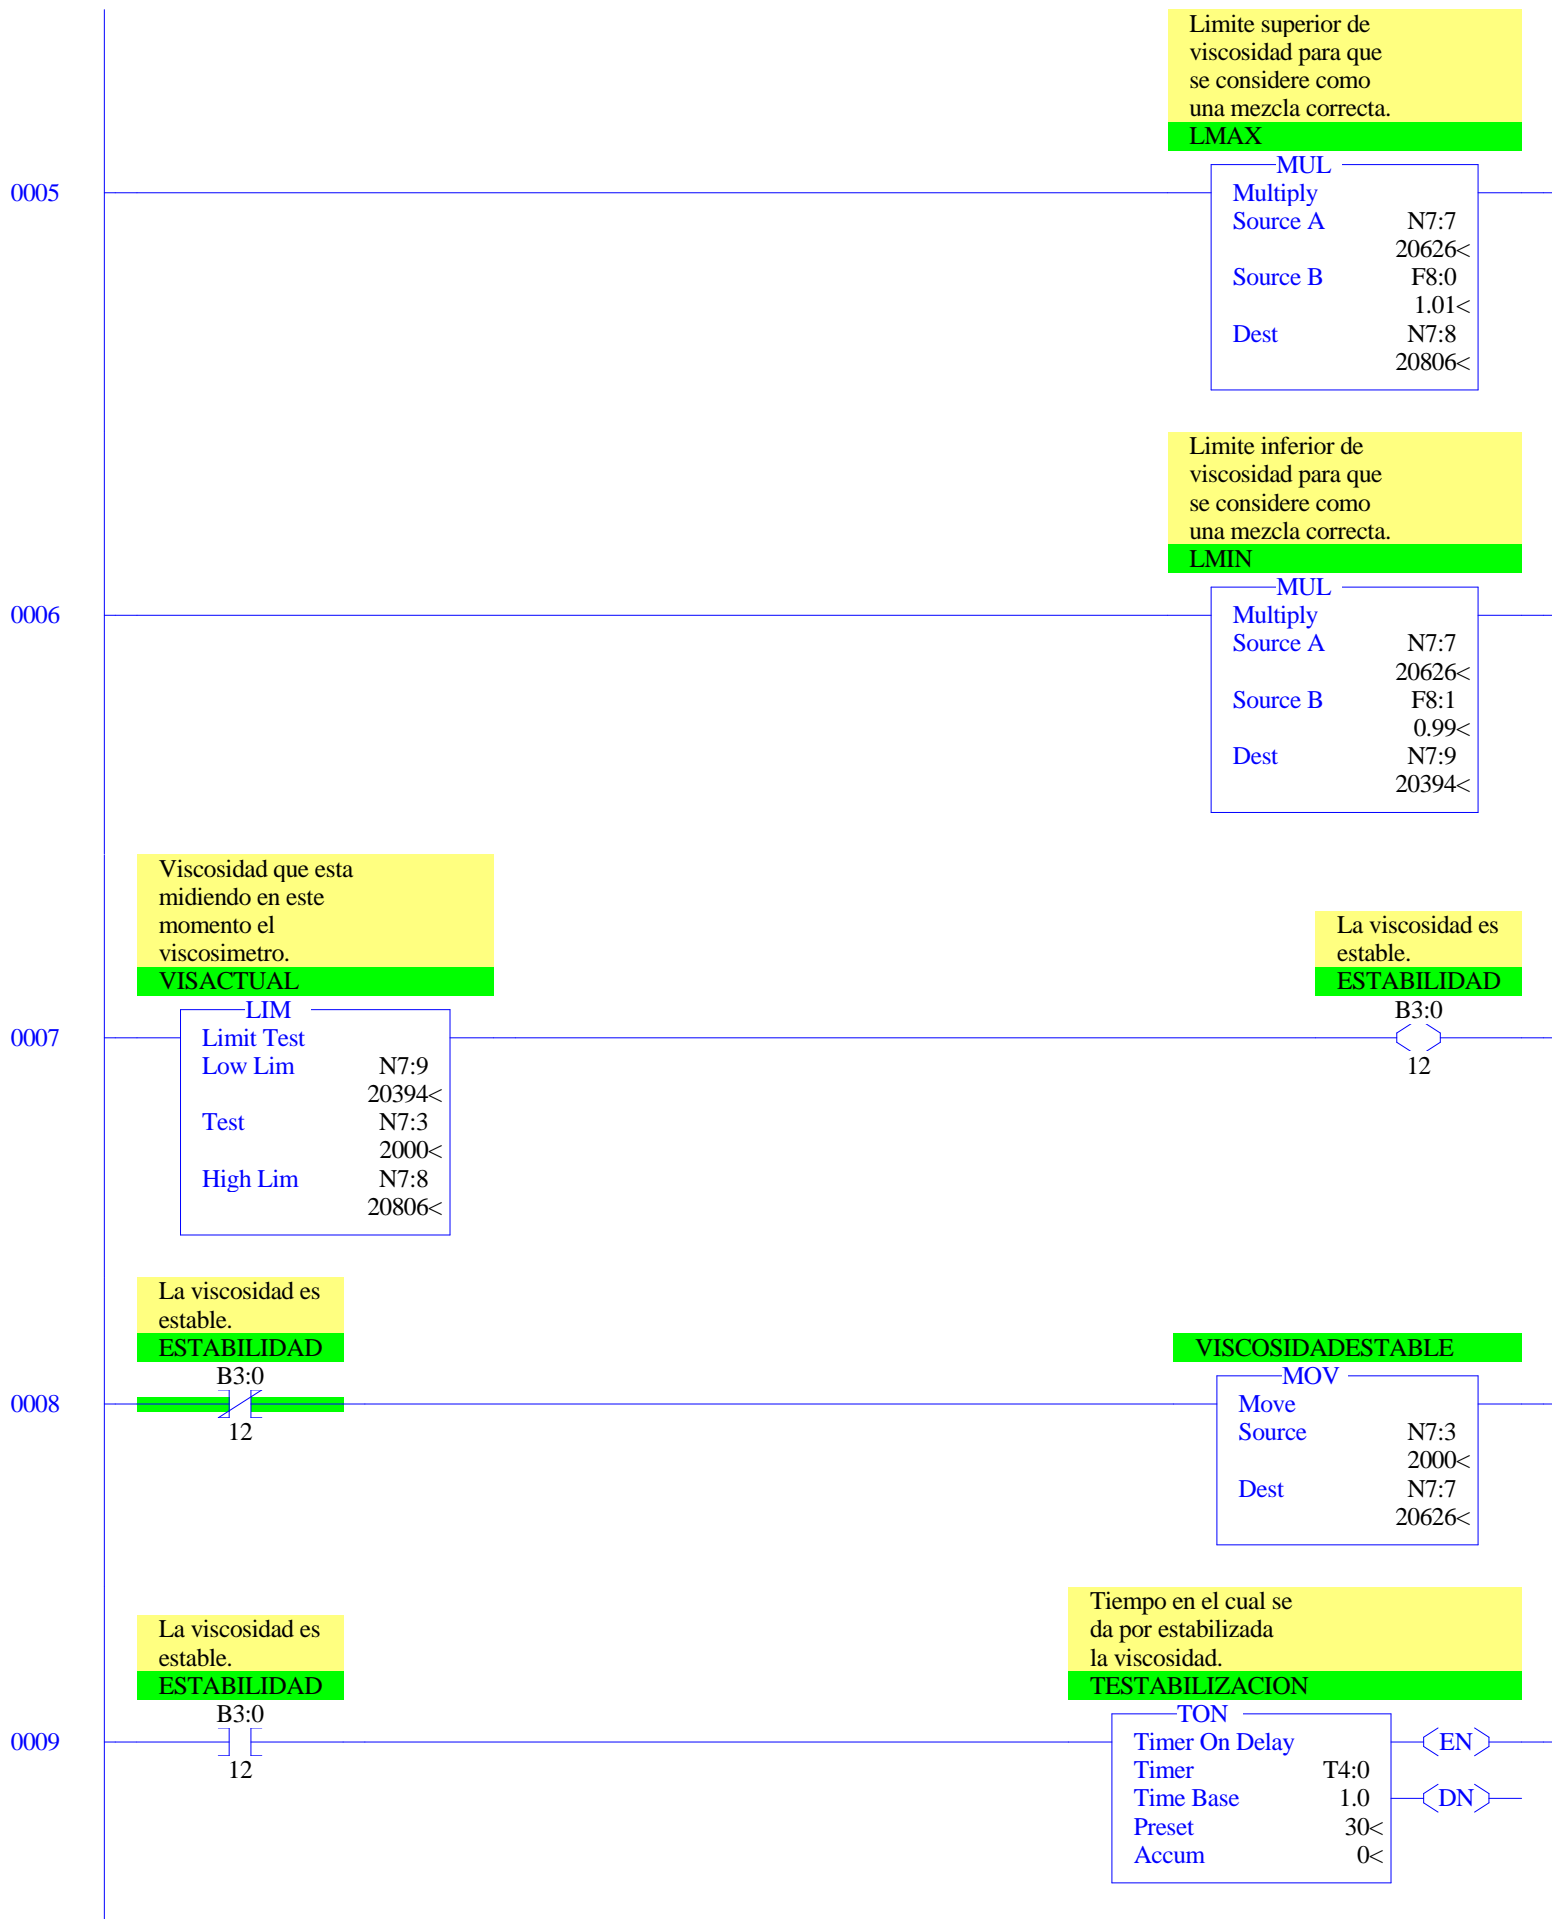 Limite superior de
viscosidad para que
se considere como
una mezcla correcta.
LMAX
MUL
0005
Multiply
Source A N7:7
20626<
Source B F8:0
1.01<
Dest N7:8
20806<
Limite inferior de
viscosidad para que
se considere como
una mezcla correcta.
LMIN
MUL
0006
Multiply
Source A N7:7
20626<
Source B F8:1
0.99<
Dest N7:9
20394<
Viscosidad que esta
midiendo en este
momento el
viscosimetro.
VISACTUAL
La viscosidad es
estable.
ESTABILIDAD
LIM
B3:0
0007
Limit Test
Low Lim N7:9
12
20394<
Test N7:3
2000<
High Lim N7:8
20806<
La viscosidad es
estable.
ESTABILIDAD
VISCOSIDADESTABLE
B3:0
MOV
0008
Move
12
Source N7:3
2000<
Dest N7:7
20626<
La viscosidad es
estable.
ESTABILIDAD
Tiempo en el cual se
da por estabilizada
la viscosidad.
TESTABILIZACION
B3:0
TON
0009
12
Timer On Delay
EN
Timer T4:0
Time Base 1.0
DN
Preset 30<
Accum 0<